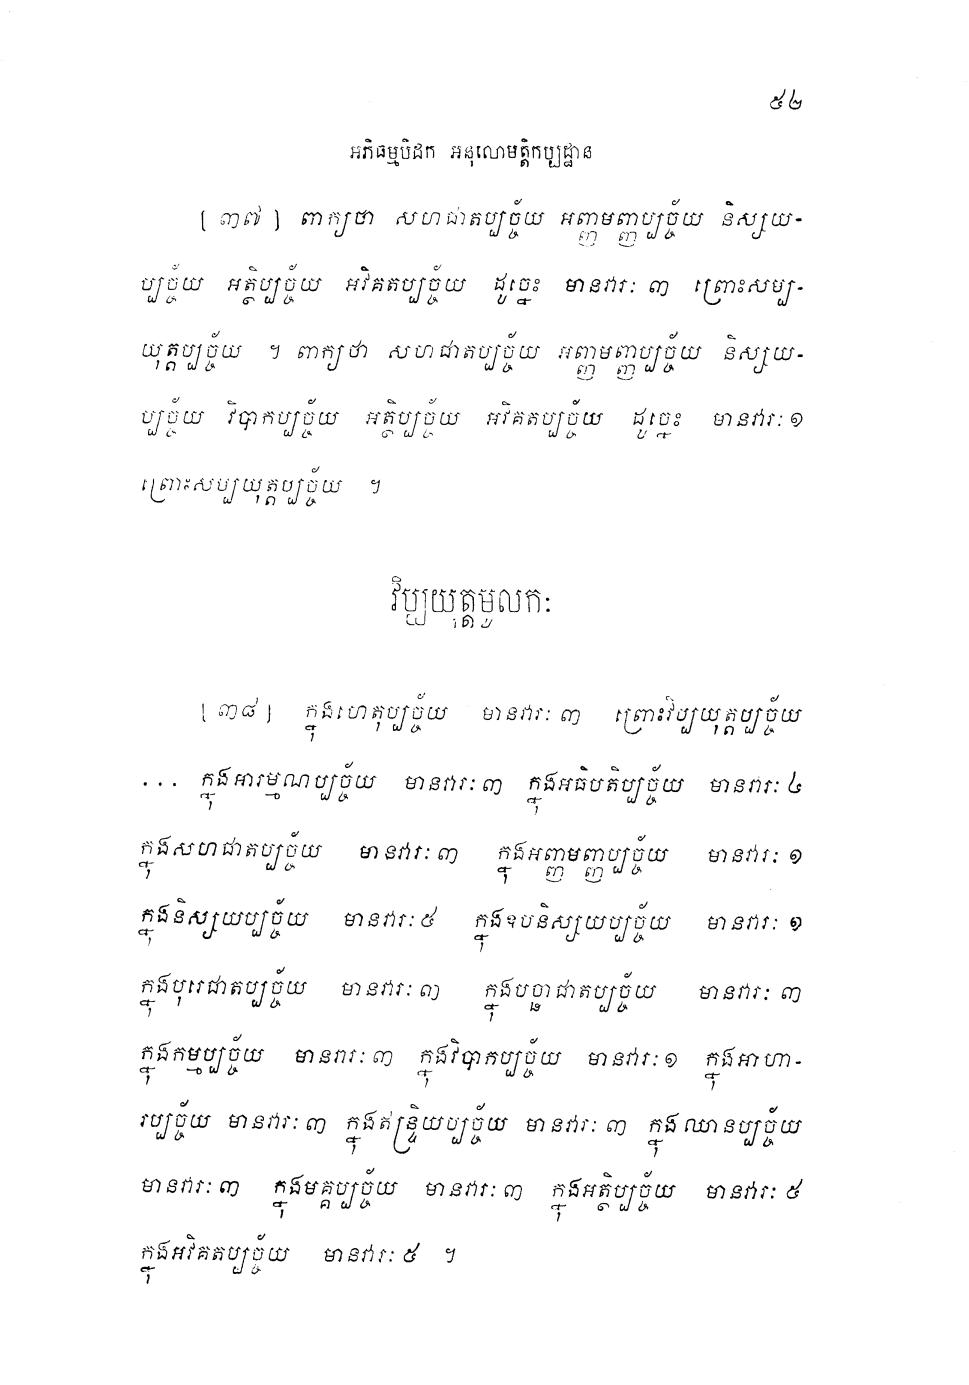 ៥២
អភិធម្មបិដក អនុលោមត្តិកប្បដ្ឋាន
[ ៣៧ ] ពាក្យថា សហជាតប្បច្ច័យ អញ្ញមញ្ញប្បច្ច័យ និស្សយ-
ប្បច្ច័យ អត្ថិប្បច្ច័យ អវិគតប្បច្ច័យ ដូច្នេះ មានវារៈ ៣ ព្រោះសម្ប-
យុត្តប្បច្ច័យ ។ ពាក្យថា សហជាតប្បច្ច័យ អញ្ញមញ្ញប្បច្ច័យ និស្សយ-
ប្បច្ច័យ វិបាកប្បច្ច័យ អត្ថិប្បច្ច័យ អវិគតប្បច្ច័យ ដូច្នេះ មានវារៈ ១
ព្រោះសប្បយុត្តប្បច្ច័យ ។
វិប្បយុត្តមូលកៈ
[ ៣៨ ] ក្នុងហេតុប្បច្ច័យ មានវារៈ ៣ ព្រោះវិប្បយុត្តប្បច្ច័យ
... ក្នុងអារម្មណប្បច្ច័យ មានវារៈ ៣ ក្នុងអធិបតិប្បច្ច័យ មានវារៈ ៤
ក្នុងសហជាតប្បច្ច័យ មានវារៈ ៣ ក្នុងអញ្ញមញ្ញប្បច្ច័យ មានវារៈ ១
ក្នុងនិស្សយប្បច្ច័យ មានវារៈ ៥ ក្នុងឧបនិស្សយប្បច្ច័យ មានវារៈ ១
ក្នុងបុរេជាតប្បច្ច័យ មានវារៈ ៣ ក្នុងបច្ឆាជាតប្បច្ច័យ មានវារៈ ៣
ក្នុងកម្មប្បច្ច័យ មានវារៈ ៣ ក្នុងវិបាកប្បច្ច័យ មានវារៈ ១ ក្នុងអាហា-
រប្បច្ច័យ មានវារៈ ៣ ក្នុងឥន្ទ្រិយប្បច្ច័យ មានវារៈ ៣ ក្នុងឈានប្បច្ច័យ
មានវារៈ ៣ ក្នុងមគ្គប្បច្ច័យ មានវារៈ ៣ ក្នុងអត្ថិប្បច្ច័យ មានវារៈ ៥
ក្នុងអវិគតប្បច្ច័យ មានវារៈ ៥ ។